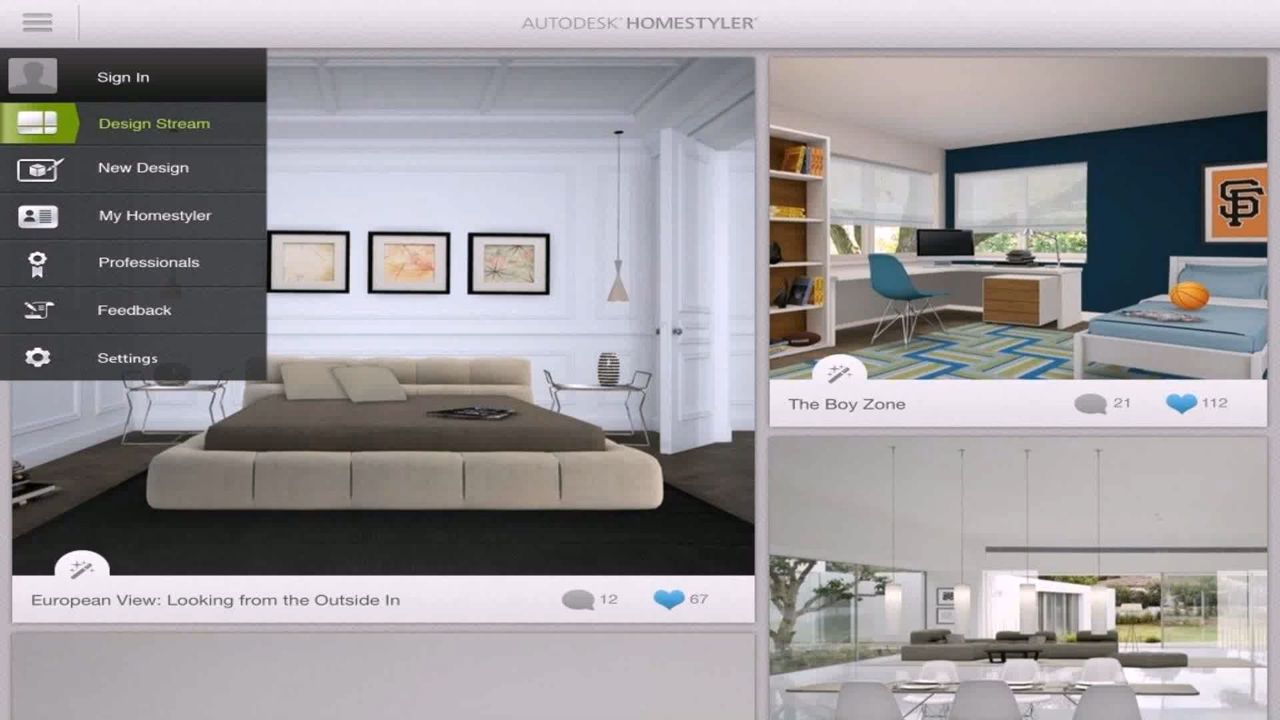 AUTODESK® HOMESTYLER®
Sign In
Design Stream
New Design
My Homestyler
Professionals
Feedback
Settings
SF
The Boy Zone
21
112
European View: Looking from the Outside In
12
67